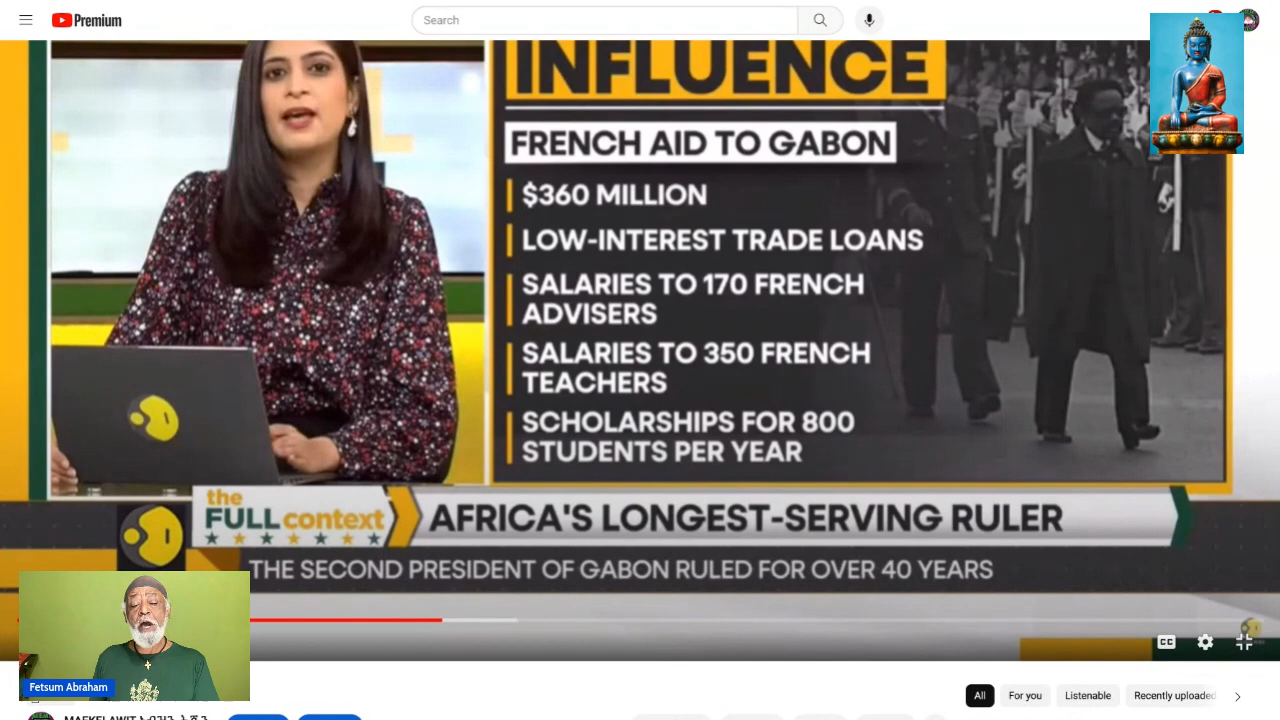 Premium
Search
INFLUENCE
FRENCH AID TO GABON
$360 MILLION
LOW-INTEREST TRADE LOANS
SALARIES TO 170 FRENCH
ADVISERS
SALARIES TO 350 FRENCH
TEACHERS
SCHOLARSHIPS FOR 800
STUDENTS PER YEAR
the
FULL context
AFRICA'S LONGEST-SERVING RULER
THE SECOND PRESIDENT OF GABON RULED FOR OVER 40 YEARS
CC
Fetsum Abraham
All
For you
Listenable
Recently uploaded